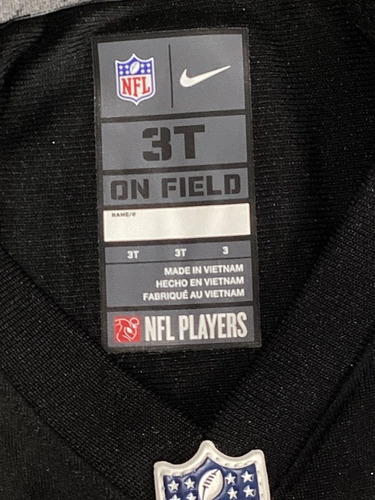 NFL
3T
ON FIELD
NAME/#
3T 3T 3
MADE IN VIETNAM
HECHO EN VIETNAM
FABRIQUÉ AU VIETNAM
NFL PLAYERS